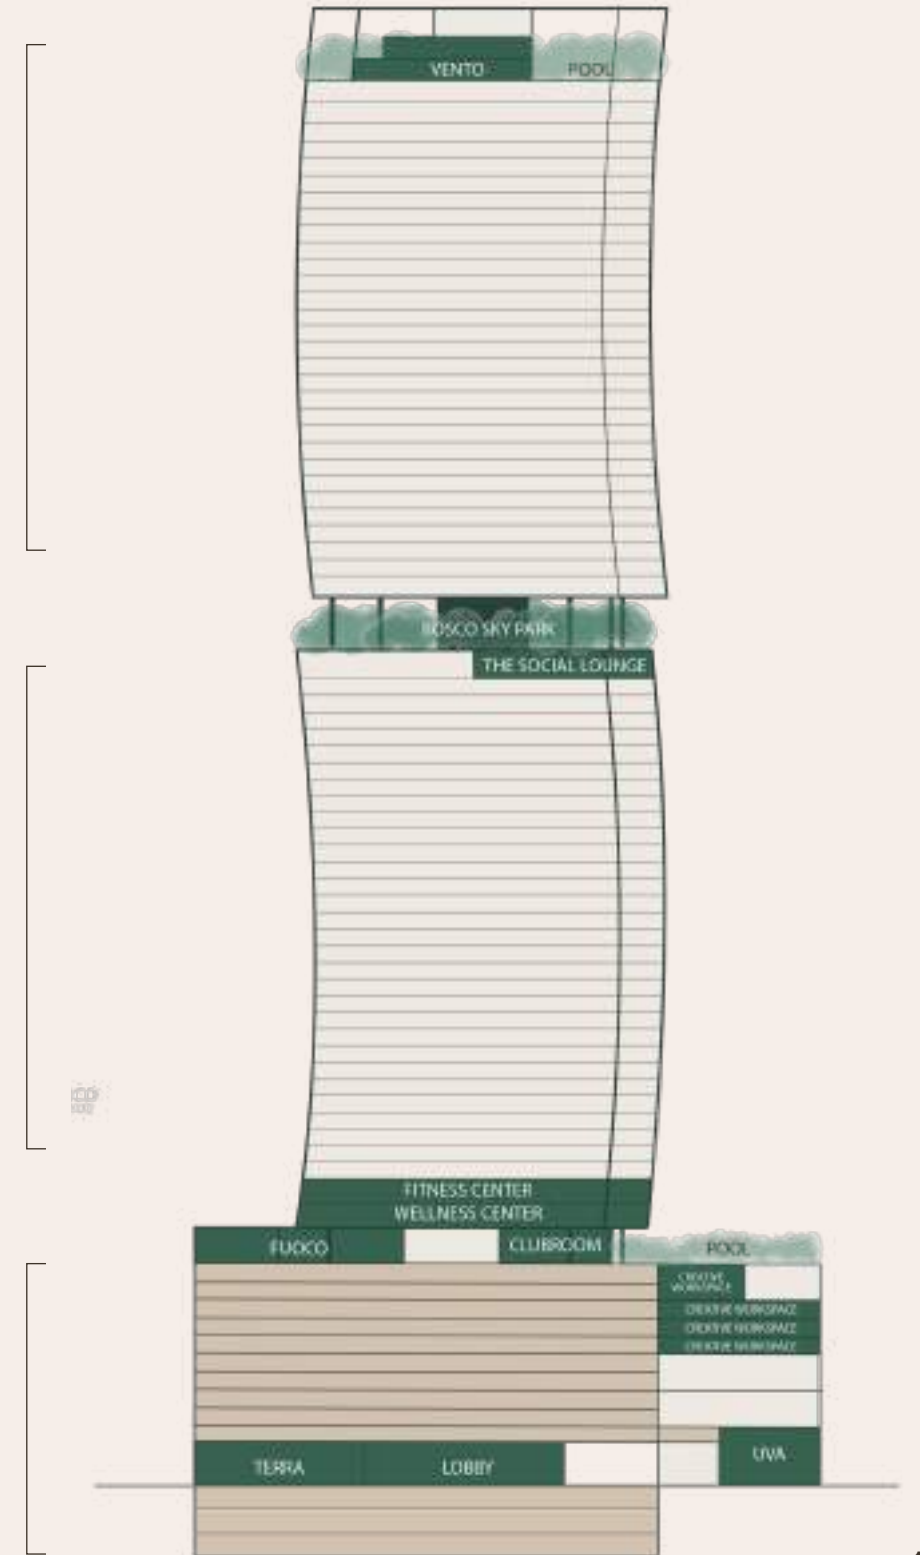 VENTO
POOL
BOSCO SKY PARK
THE SOCIAL LOUNGE
FITNESS CENTER
WELLNESS CENTER
FUOCO
CLUBROOM
POOL
CREATIVE
WORKSPACE
CREATIVE WORKSPACE
CREATIVE WORKSPACE
CREATIVE WORKSPACE
TERRA
LOBBY
UVA